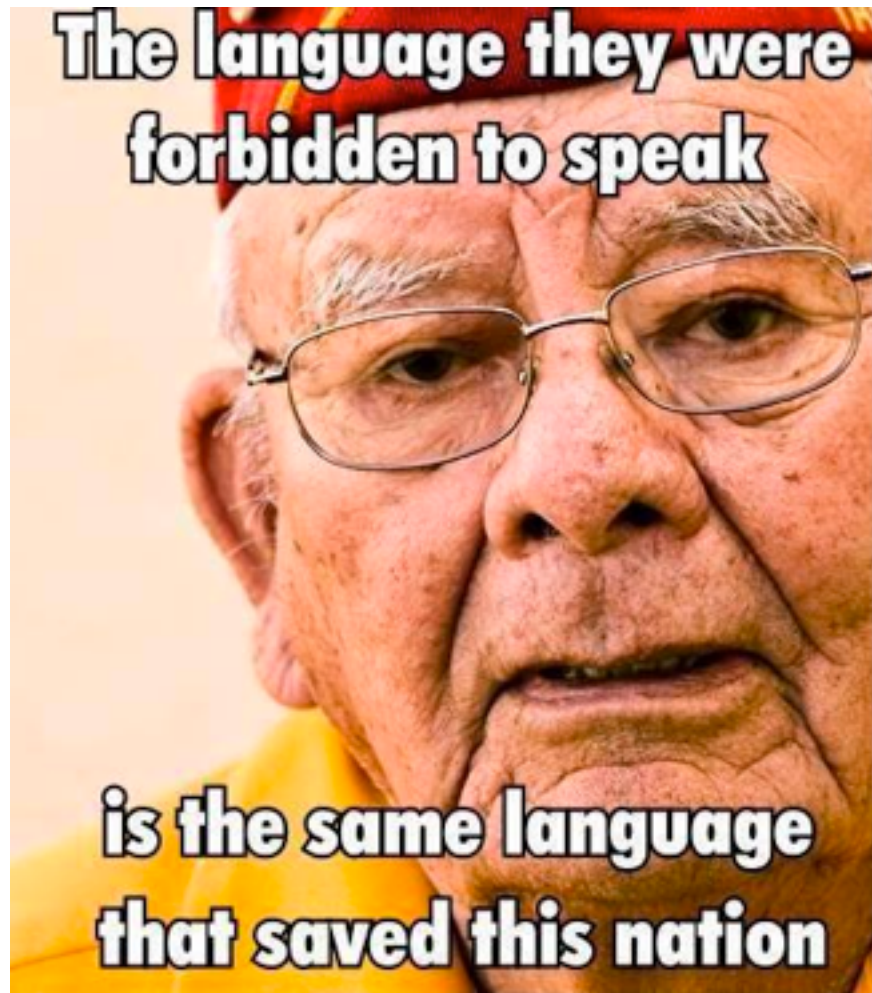 The language they were
forbidden to speak
is the same language
that saved this nation